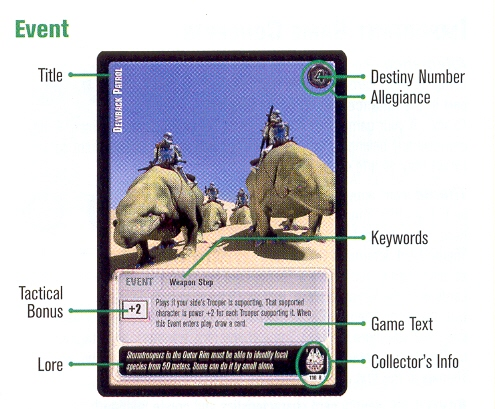 Event
Title
DEWBACK PATROL
4
Destiny Number
Allegiance
Keywords
EVENT Weapon Step
Tactical
Bonus
+2
Plays if your side's Trooper is supporting. That supported
character is power +2 for each Trooper supporting it. When
this Event enters play, draw a card.
Game Text
Lore
Stormtroopers in the Outer Rim must be able to identify local
species from 50 meters. Some can do it by smell alone.
Collector's Info